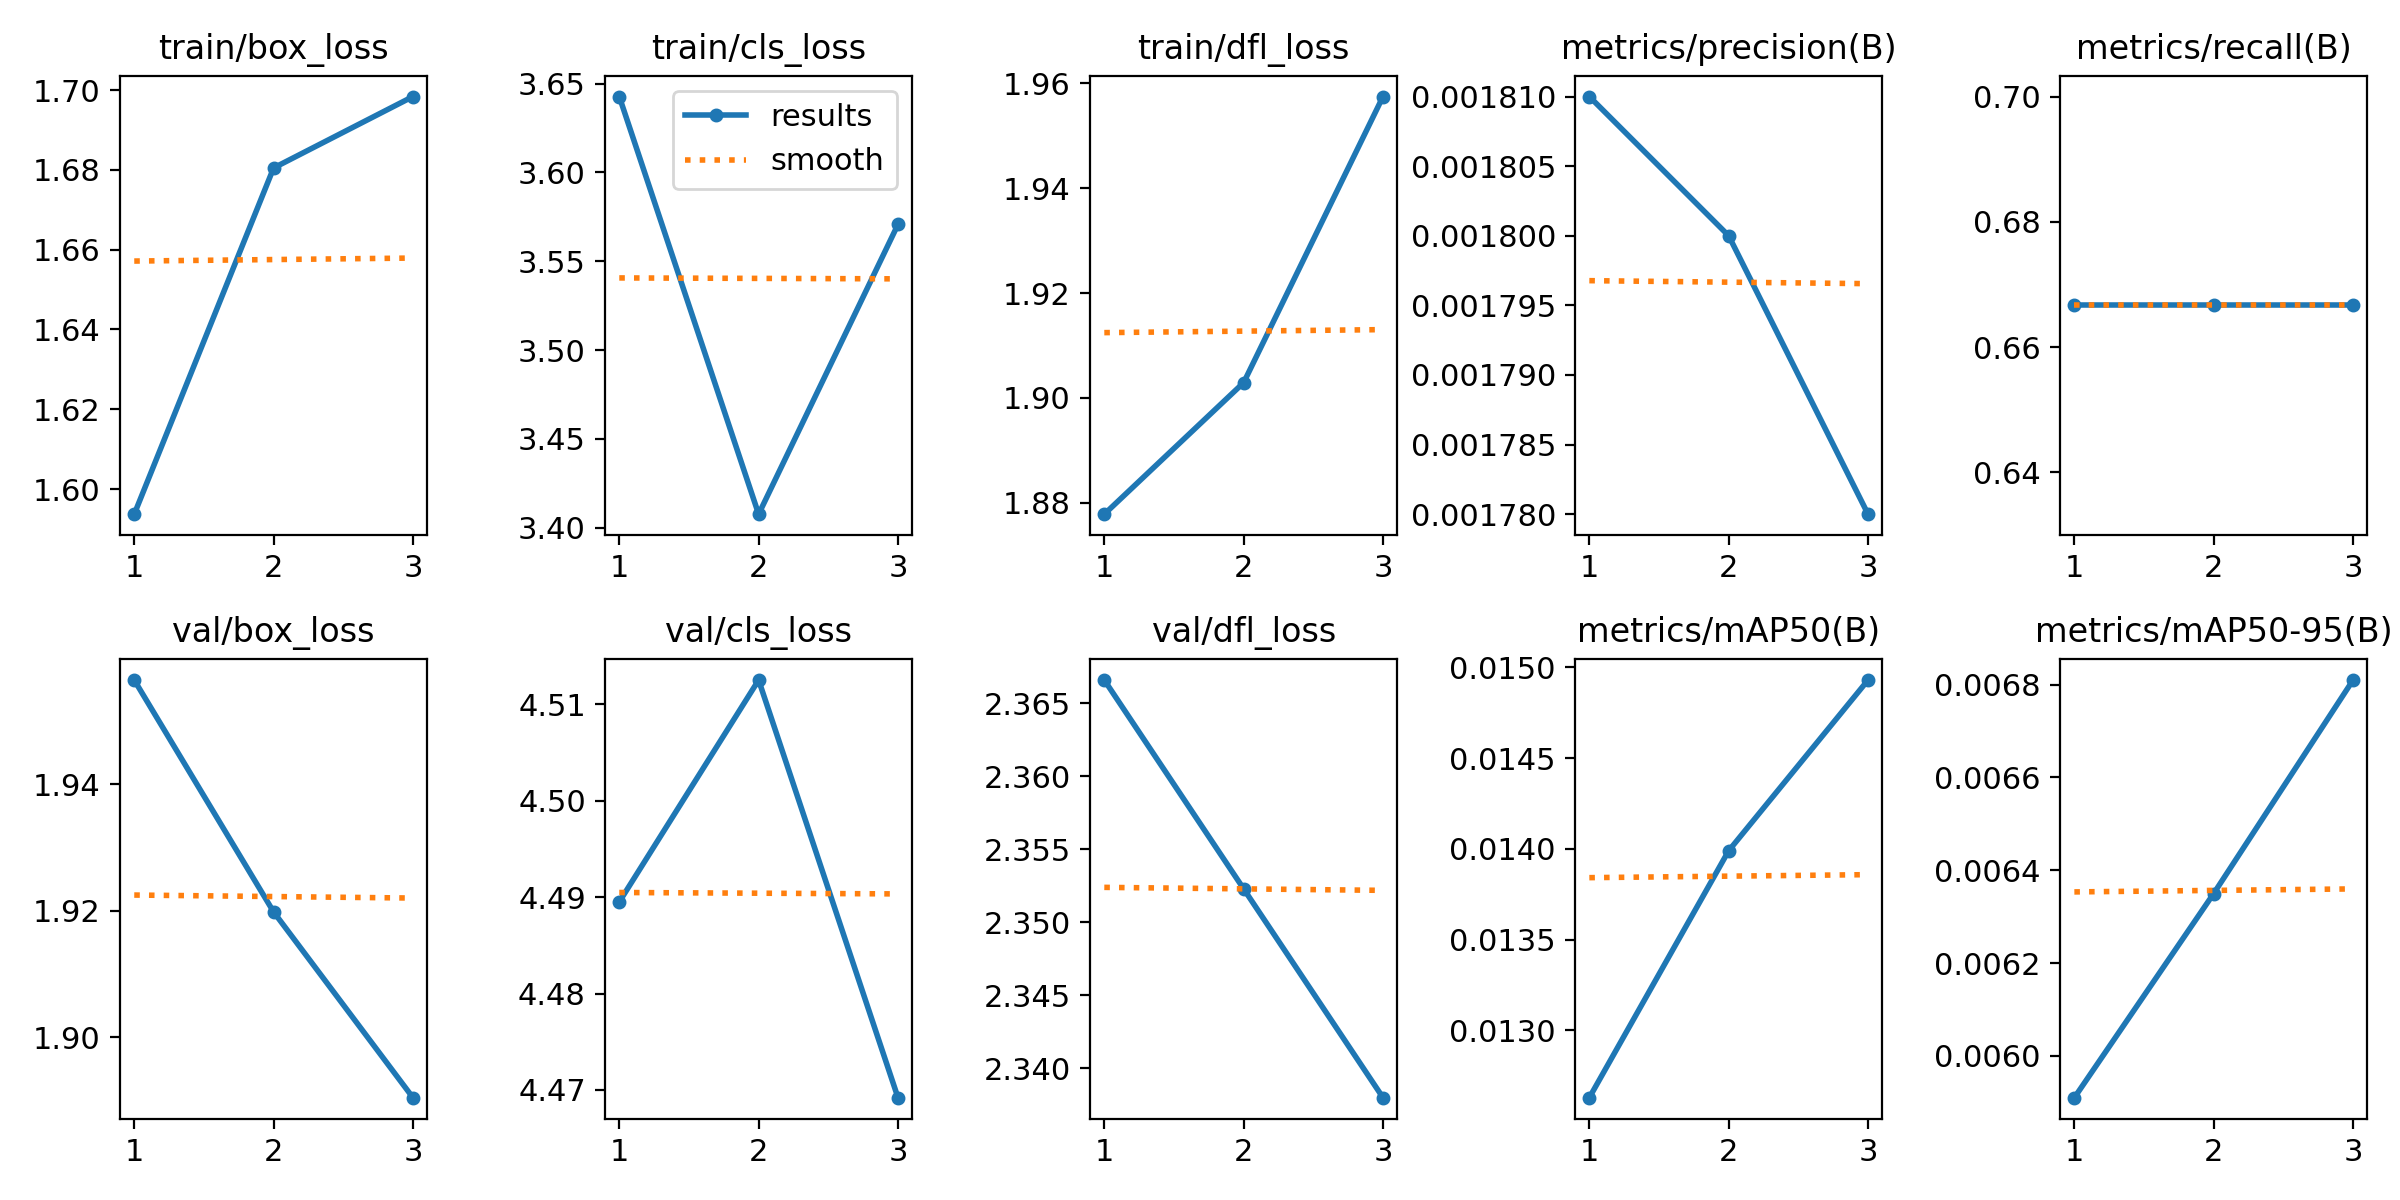 train/box_loss
1.70
1.68
1.66
1.64
1.62
1.60
1 2 3
train/cls_loss
3.65
3.60
3.55
3.50
3.45
3.40
results
smooth
1 2 3
train/dfl_loss
1.96
1.94
1.92
1.90
1.88
1 2 3
metrics/precision(B)
0.001810
0.001805
0.001800
0.001795
0.001790
0.001785
0.001780
1 2 3
metrics/recall(B)
0.70
0.68
0.66
0.64
1 2 3
val/box_loss
1.94
1.92
1.90
1 2 3
val/cls_loss
4.51
4.50
4.49
4.48
4.47
1 2 3
val/dfl_loss
2.365
2.360
2.355
2.350
2.345
2.340
1 2 3
metrics/mAP50(B)
0.0150
0.0145
0.0140
0.0135
0.0130
1 2 3
metrics/mAP50-95(B)
0.0068
0.0066
0.0064
0.0062
0.0060
1 2 3